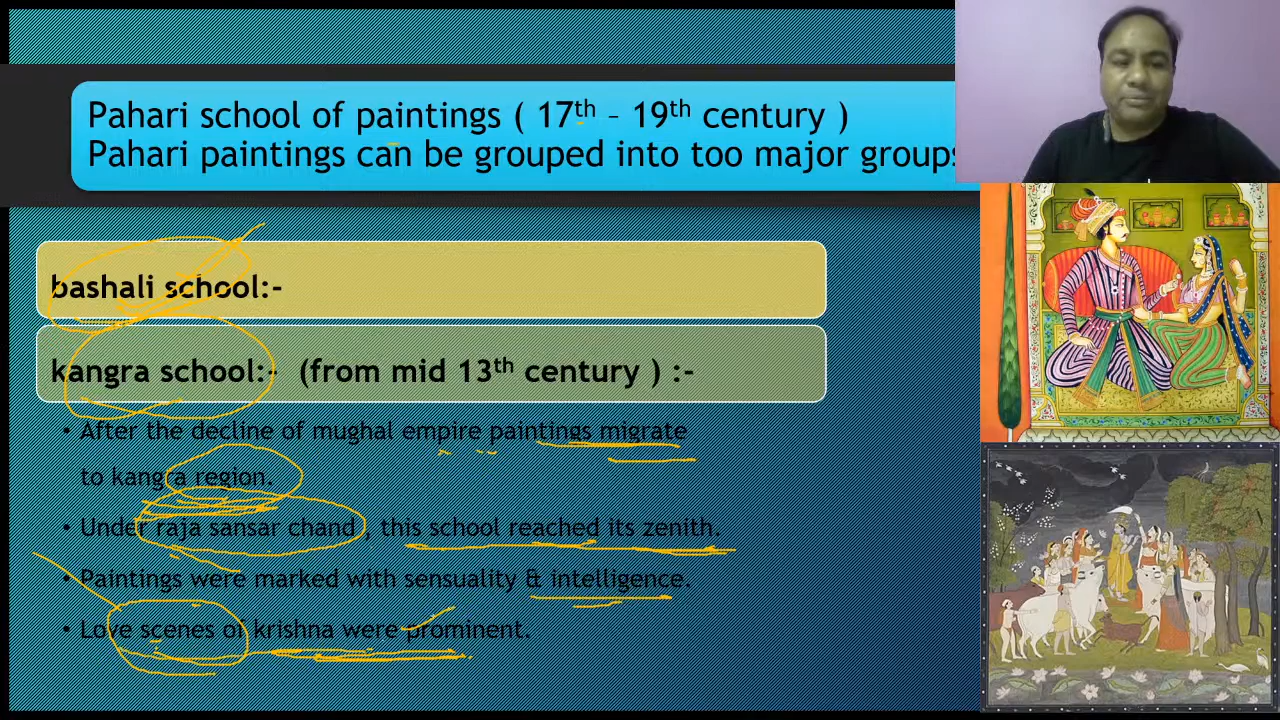 Pahari school of paintings ( 17th – 19th century )
Pahari paintings can be grouped into too major groups
bashali school:-
kangra school:- (from mid 13th century ) :-
• After the decline of mughal empire paintings migrate
to kangra region.
• Under raja sansar chand , this school reached its zenith.
• Paintings were marked with sensuality & intelligence.
• Love scenes of krishna were prominent.